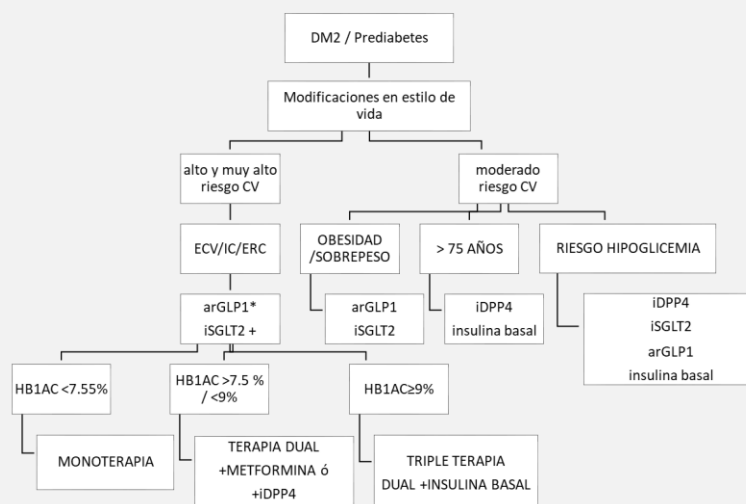 DM2 / Prediabetes
Modificaciones en estilo de
vida
alto y muy alto
riesgo CV
moderado
riesgo CV
ECV/IC/ERC
OBESIDAD
/SOBREPESO
> 75 AÑOS
RIESGO HIPOGLICEMIA
arGLP1*
iSGLT2 +
arGLP1
iSGLT2
iDPP4
insulina basal
iDPP4
iSGLT2
arGLP1
insulina basal
HB1AC <7.55%
HB1AC >7.5 %
/ <9%
HB1AC≥9%
MONOTERAPIA
TERAPIA DUAL
+METFORMINA ó
+iDPP4
TRIPLE TERAPIA
DUAL +INSULINA BASAL